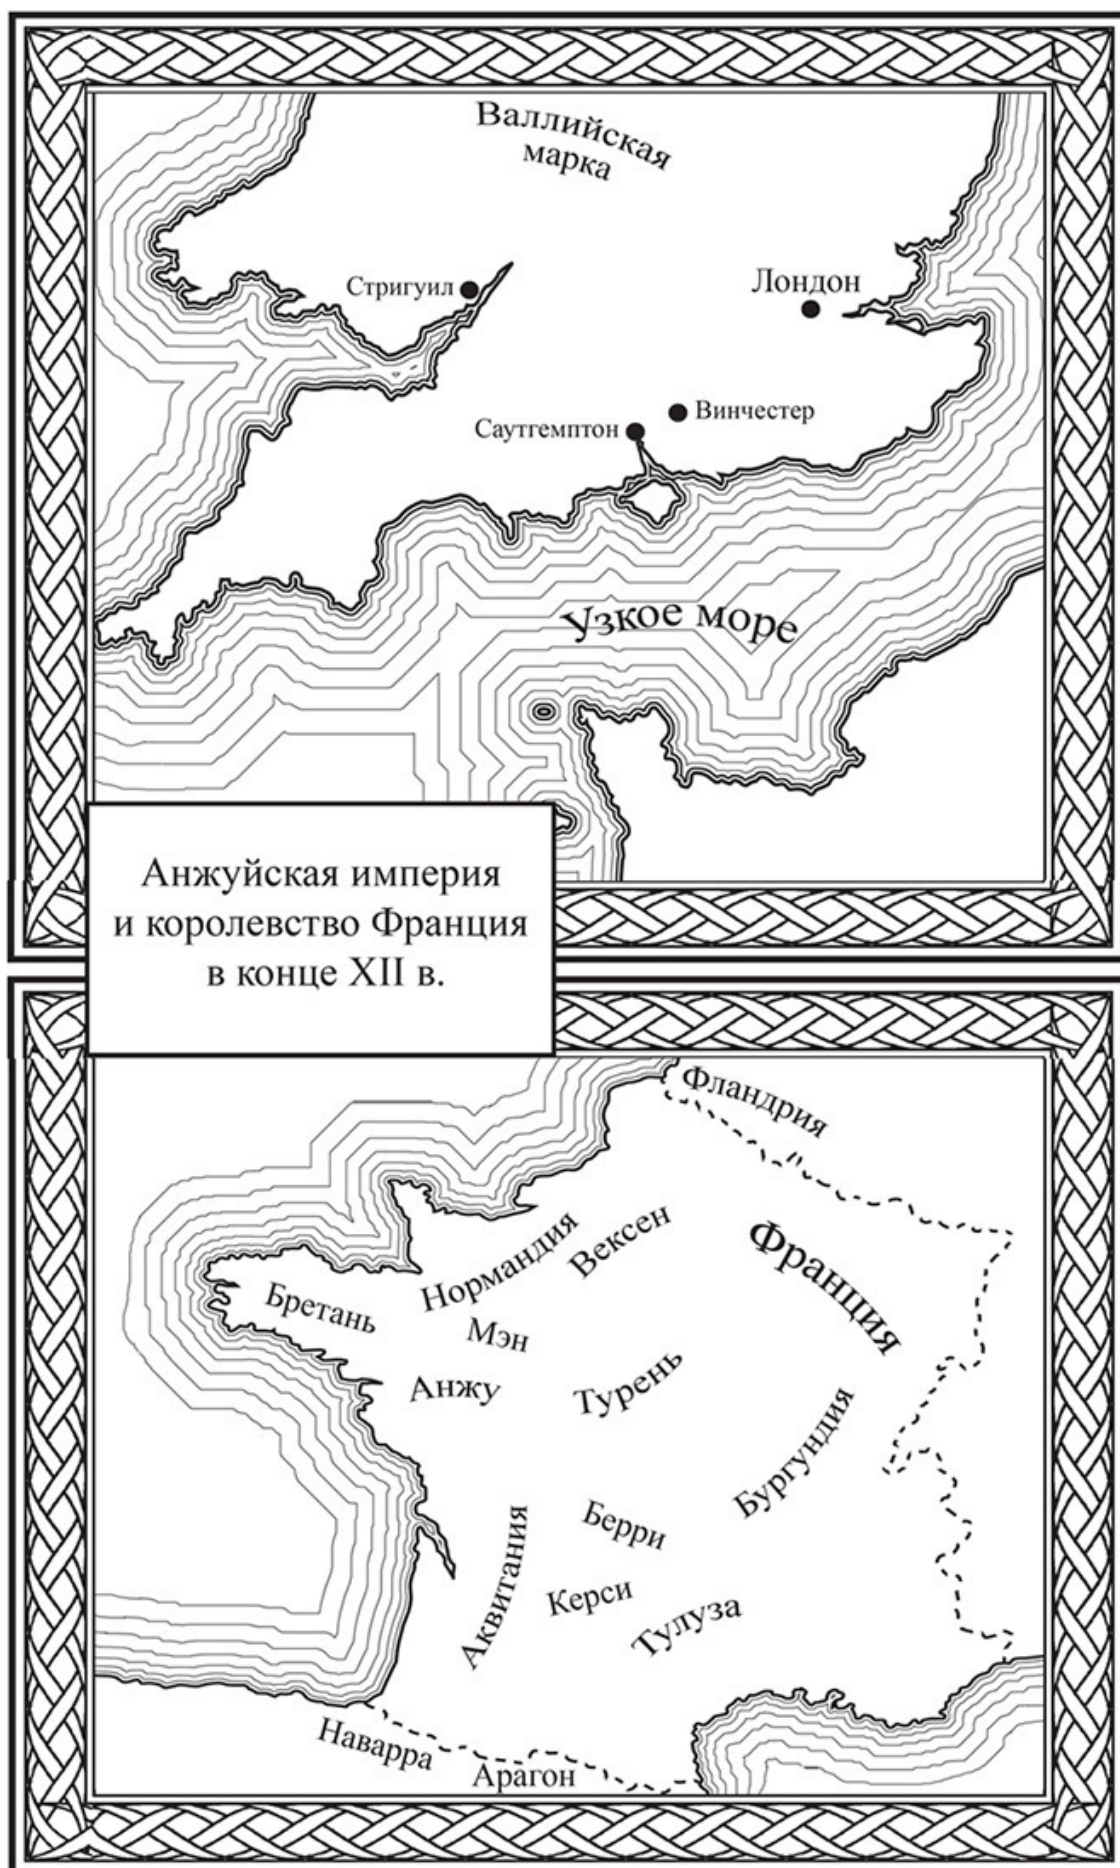 Валлийская
марка
Стригуил
Лондон
Винчестер
Саутгемптон
Узкое море
Анжуйская империя
и королевство Франция
в конце XII в.
Фландрия
Нормандия
Вексен
Франция
Бретань
Мэн
Анжу
Турень
Бургундия
Берри
Аквитания
Керси
Тулуза
Наварра
Арагон